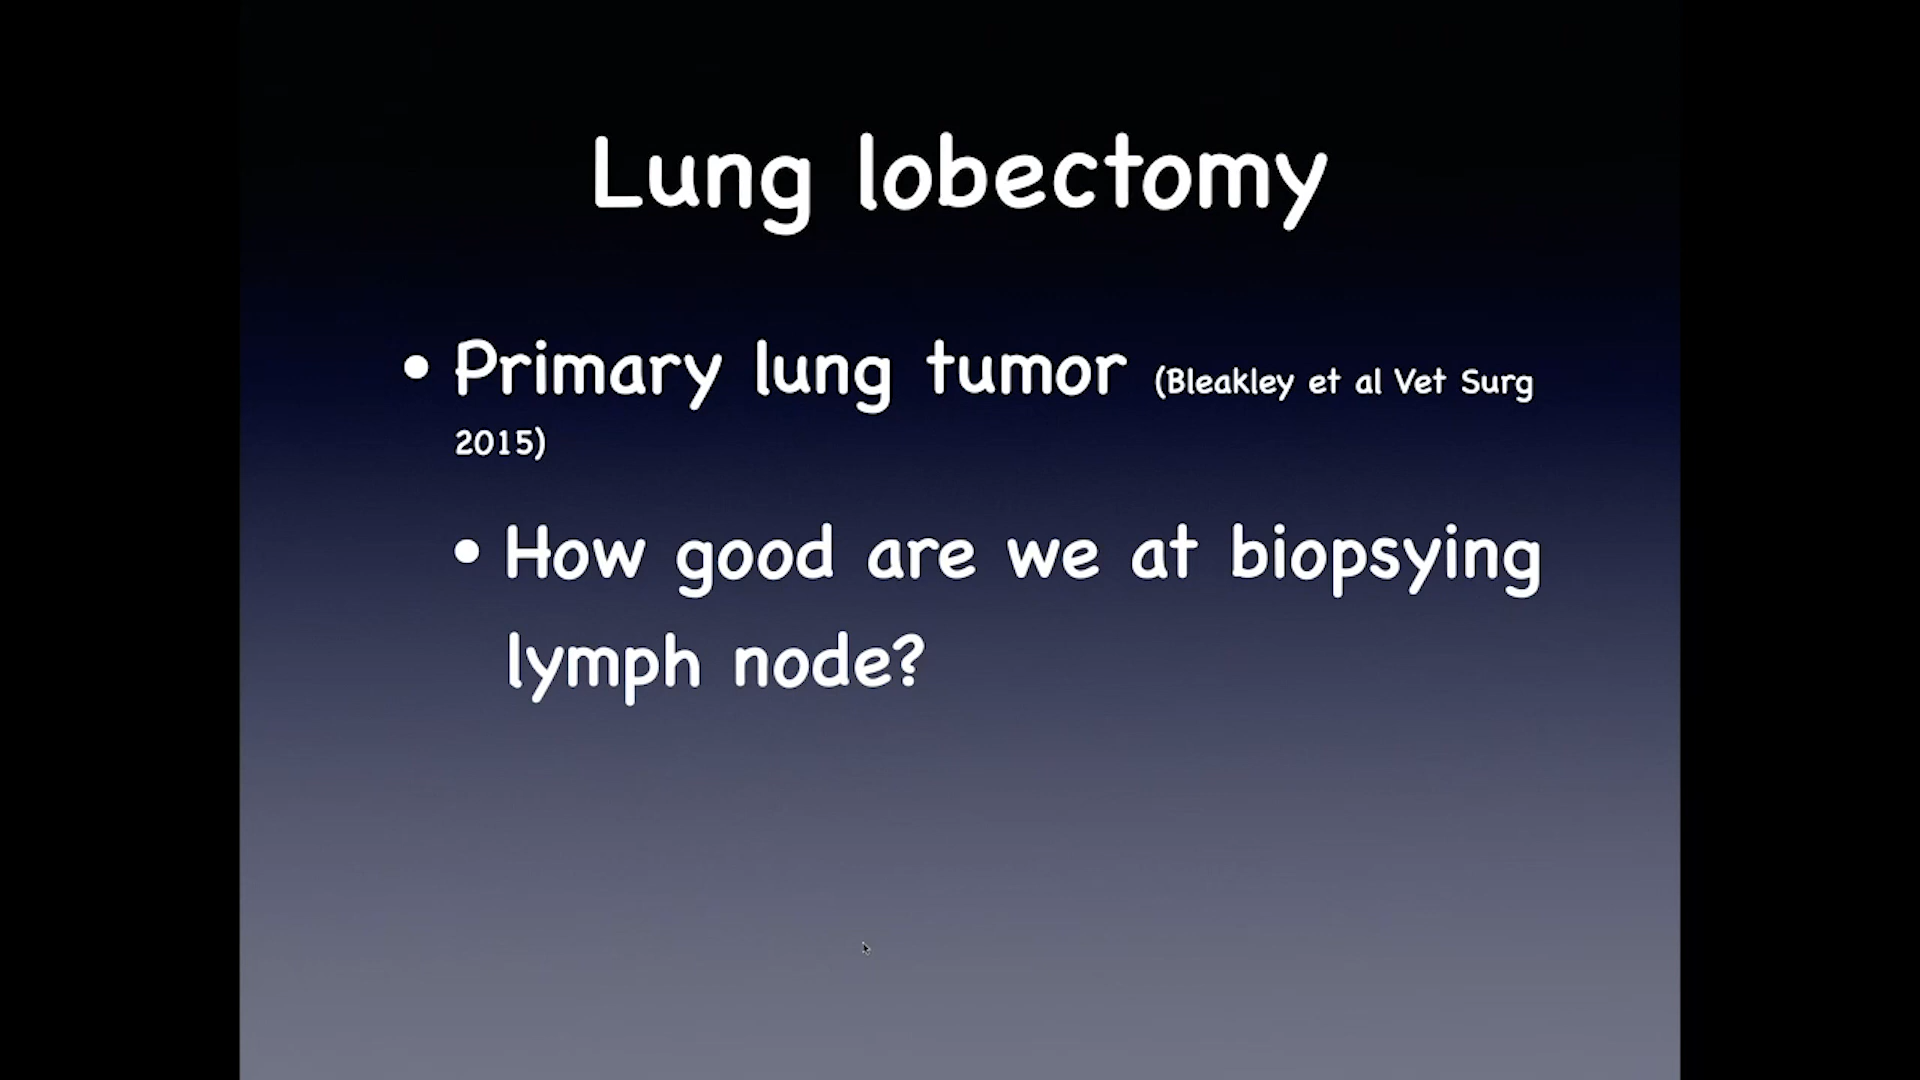 Lung lobectomy
• Primary lung tumor (Bleakley et al Vet Surg
2015)
• How good are we at biopsying
lymph node?